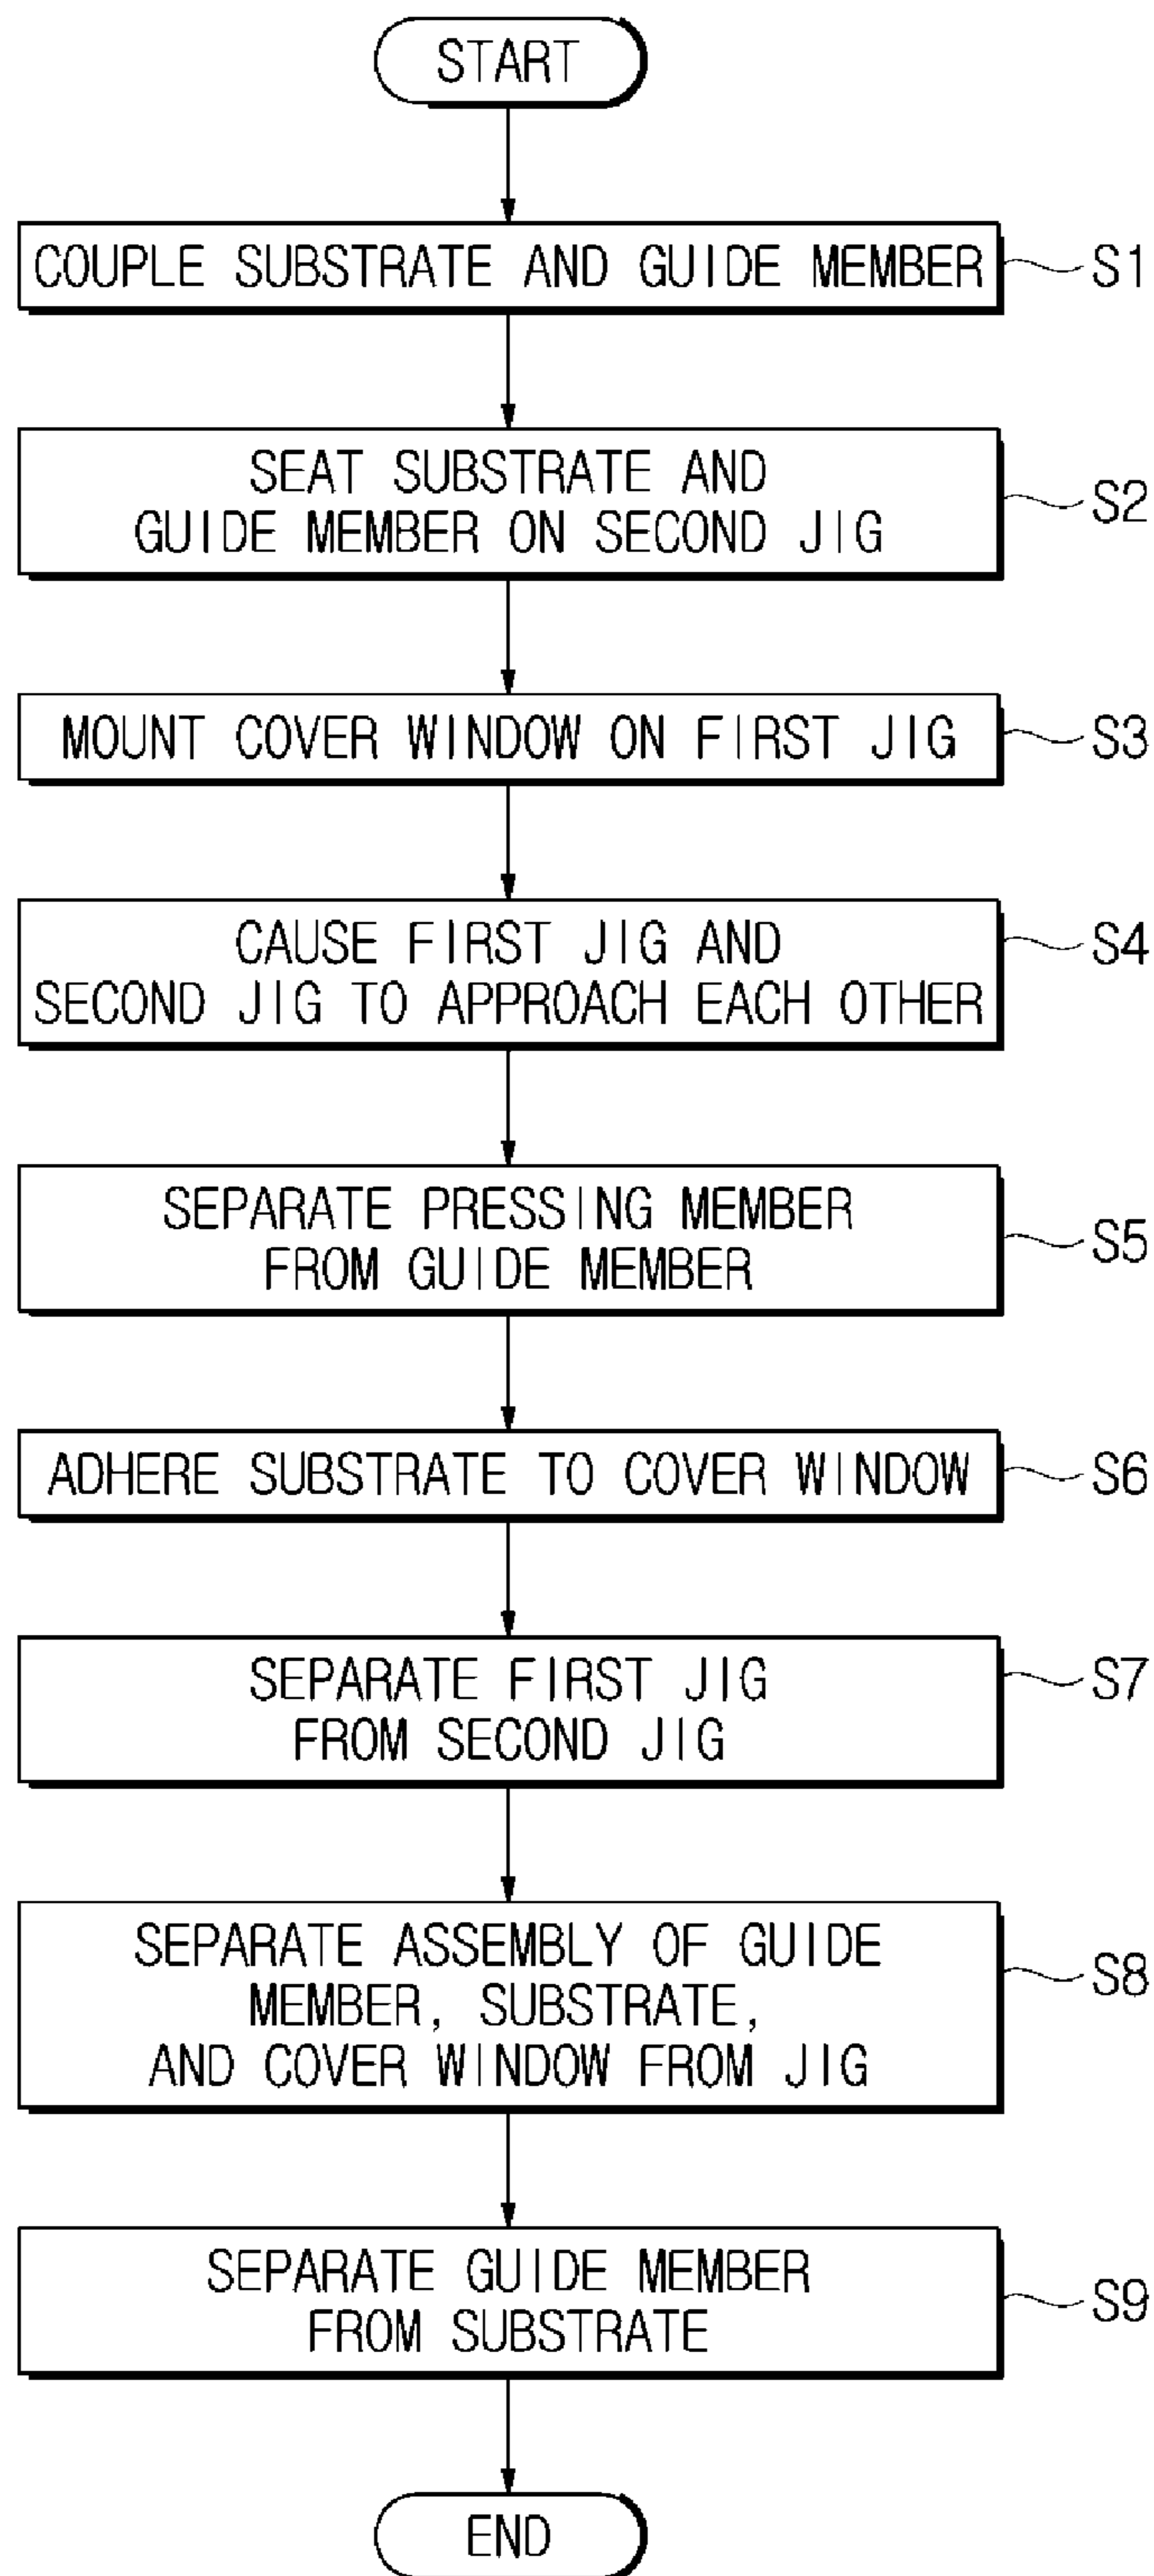 START
COUPLE SUBSTRATE AND GUIDE MEMBER
S1
SEAT SUBSTRATE AND
GUIDE MEMBER ON SECOND JIG
S2
MOUNT COVER WINDOW ON FIRST JIG
S3
CAUSE FIRST JIG AND
SECOND JIG TO APPROACH EACH OTHER
S4
SEPARATE PRESSING MEMBER
FROM GUIDE MEMBER
S5
ADHERE SUBSTRATE TO COVER WINDOW
S6
SEPARATE FIRST JIG
FROM SECOND JIG
S7
SEPARATE ASSEMBLY OF GUIDE
MEMBER, SUBSTRATE,
AND COVER WINDOW FROM JIG
S8
SEPARATE GUIDE MEMBER
FROM SUBSTRATE
S9
END